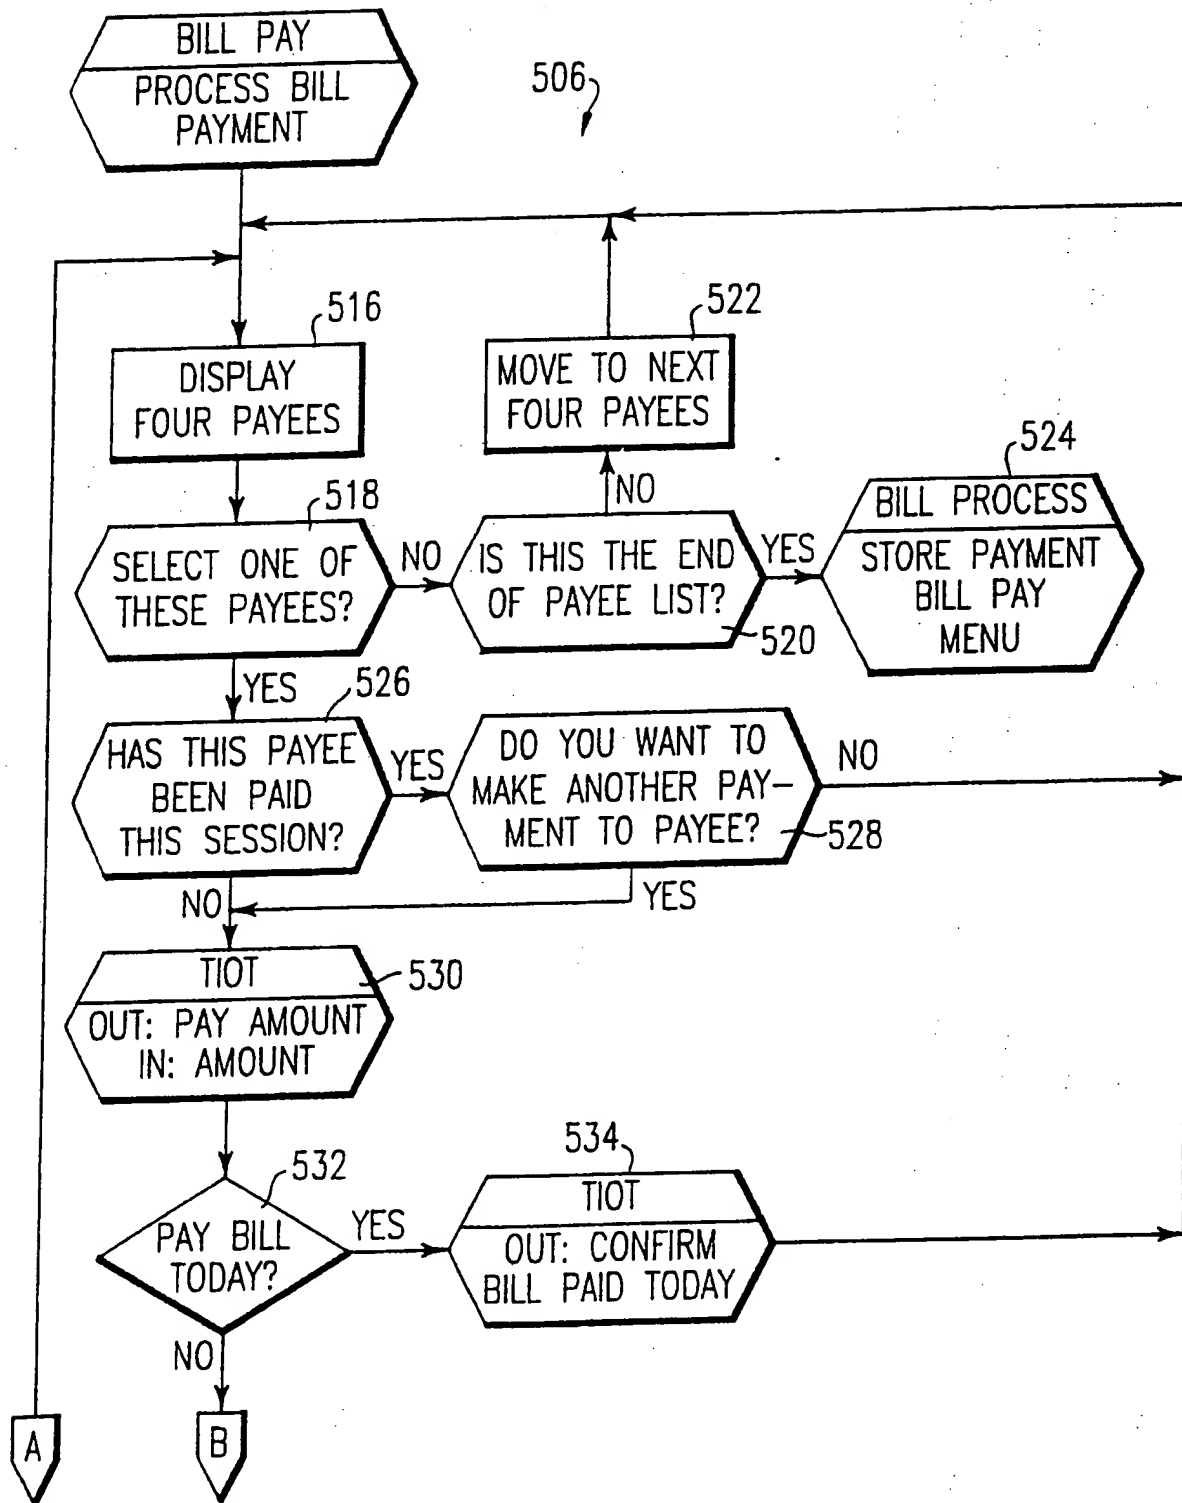 BILL PAY
PROCESS BILL
PAYMENT
506
516
DISPLAY
FOUR PAYEES
522
MOVE TO NEXT
FOUR PAYEES
518
SELECT ONE OF
THESE PAYEES?
NO
IS THIS THE END
OF PAYEE LIST?
520
NO
YES
524
BILL PROCESS
STORE PAYMENT
BILL PAY
MENU
YES
526
HAS THIS PAYEE
BEEN PAID
THIS SESSION?
YES
DO YOU WANT TO
MAKE ANOTHER PAY-
MENT TO PAYEE?
528
NO
NO
YES
TIOT
530
OUT: PAY AMOUNT
IN: AMOUNT
532
PAY BILL
TODAY?
YES
534
TIOT
OUT: CONFIRM
BILL PAID TODAY
NO
A
B